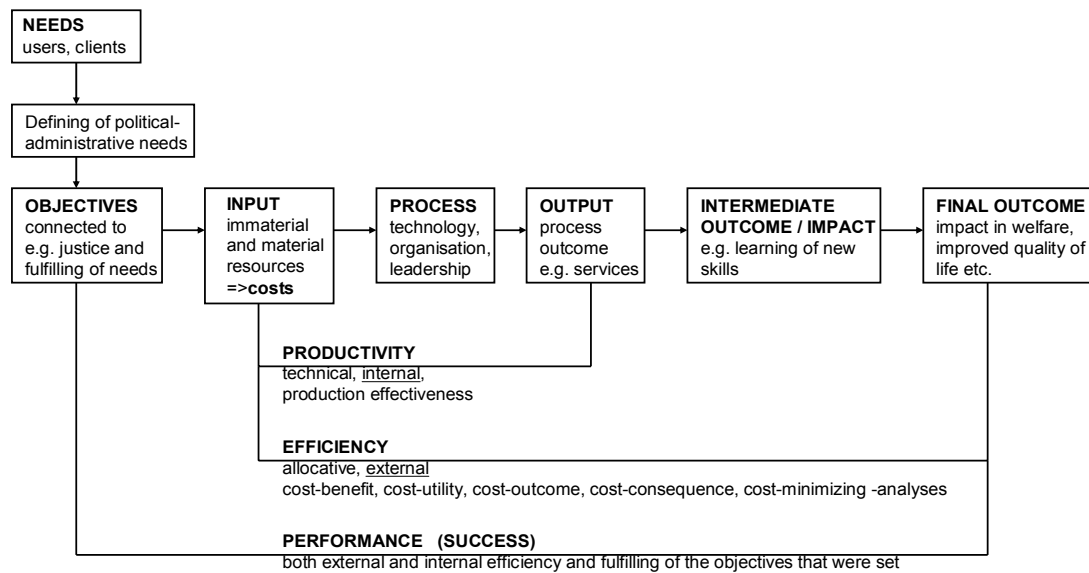 NEEDS
users, clients
Defining of political-
administrative needs
OBJECTIVES
connected to
e.g. justice and
fulfilling of needs
INPUT
immaterial
and material
resources
=>costs
PROCESS
technology,
organisation,
leadership
OUTPUT
process
outcome
e.g. services
INTERMEDIATE
OUTCOME / IMPACT
e.g. learning of new
skills
FINAL OUTCOME
impact in welfare,
improved quality of
life etc.
PRODUCTIVITY
technical, internal,
production effectiveness
EFFICIENCY
allocative, external
cost-benefit, cost-utility, cost-outcome, cost-consequence, cost-minimizing -analyses
PERFORMANCE (SUCCESS)
both external and internal efficiency and fulfilling of the objectives that were set